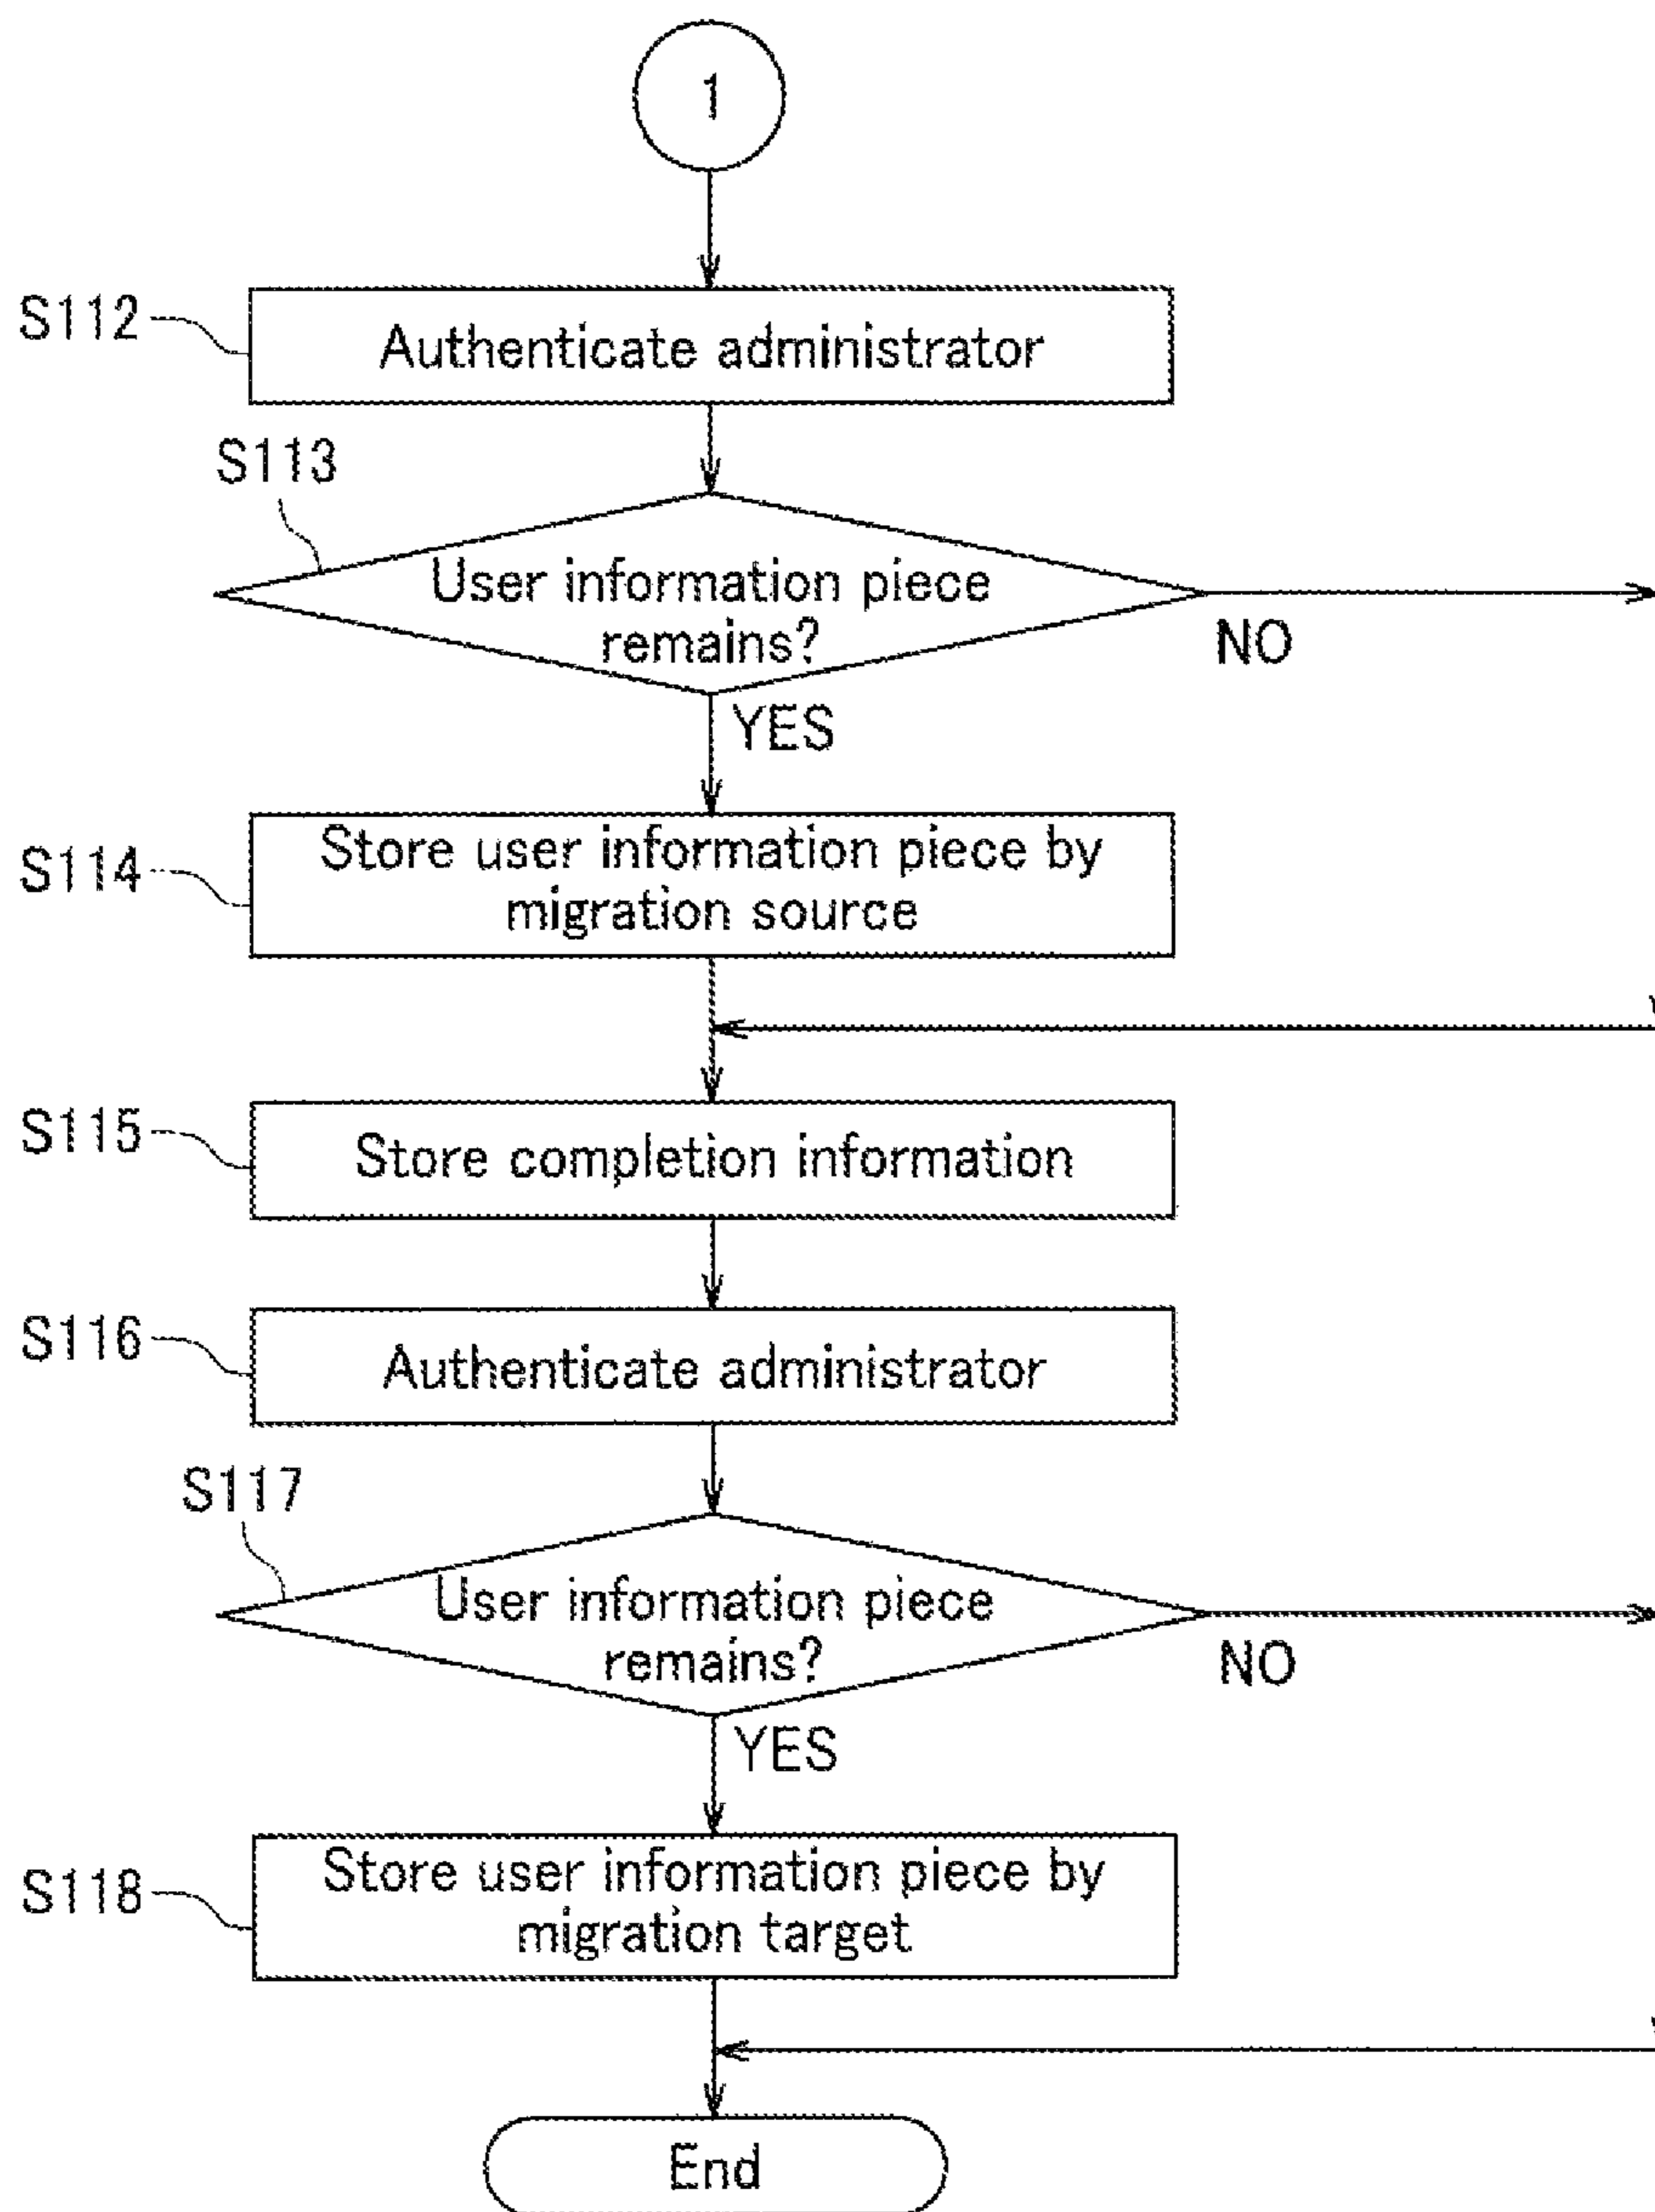 1
S112
Authenticate administrator
S113
User information piece
remains?
NO
YES
S114
Store user information piece by
migration source
S115
Store completion information
S116
Authenticate administrator
S117
User information piece
remains?
NO
YES
S118
Store user information piece by
migration target
End